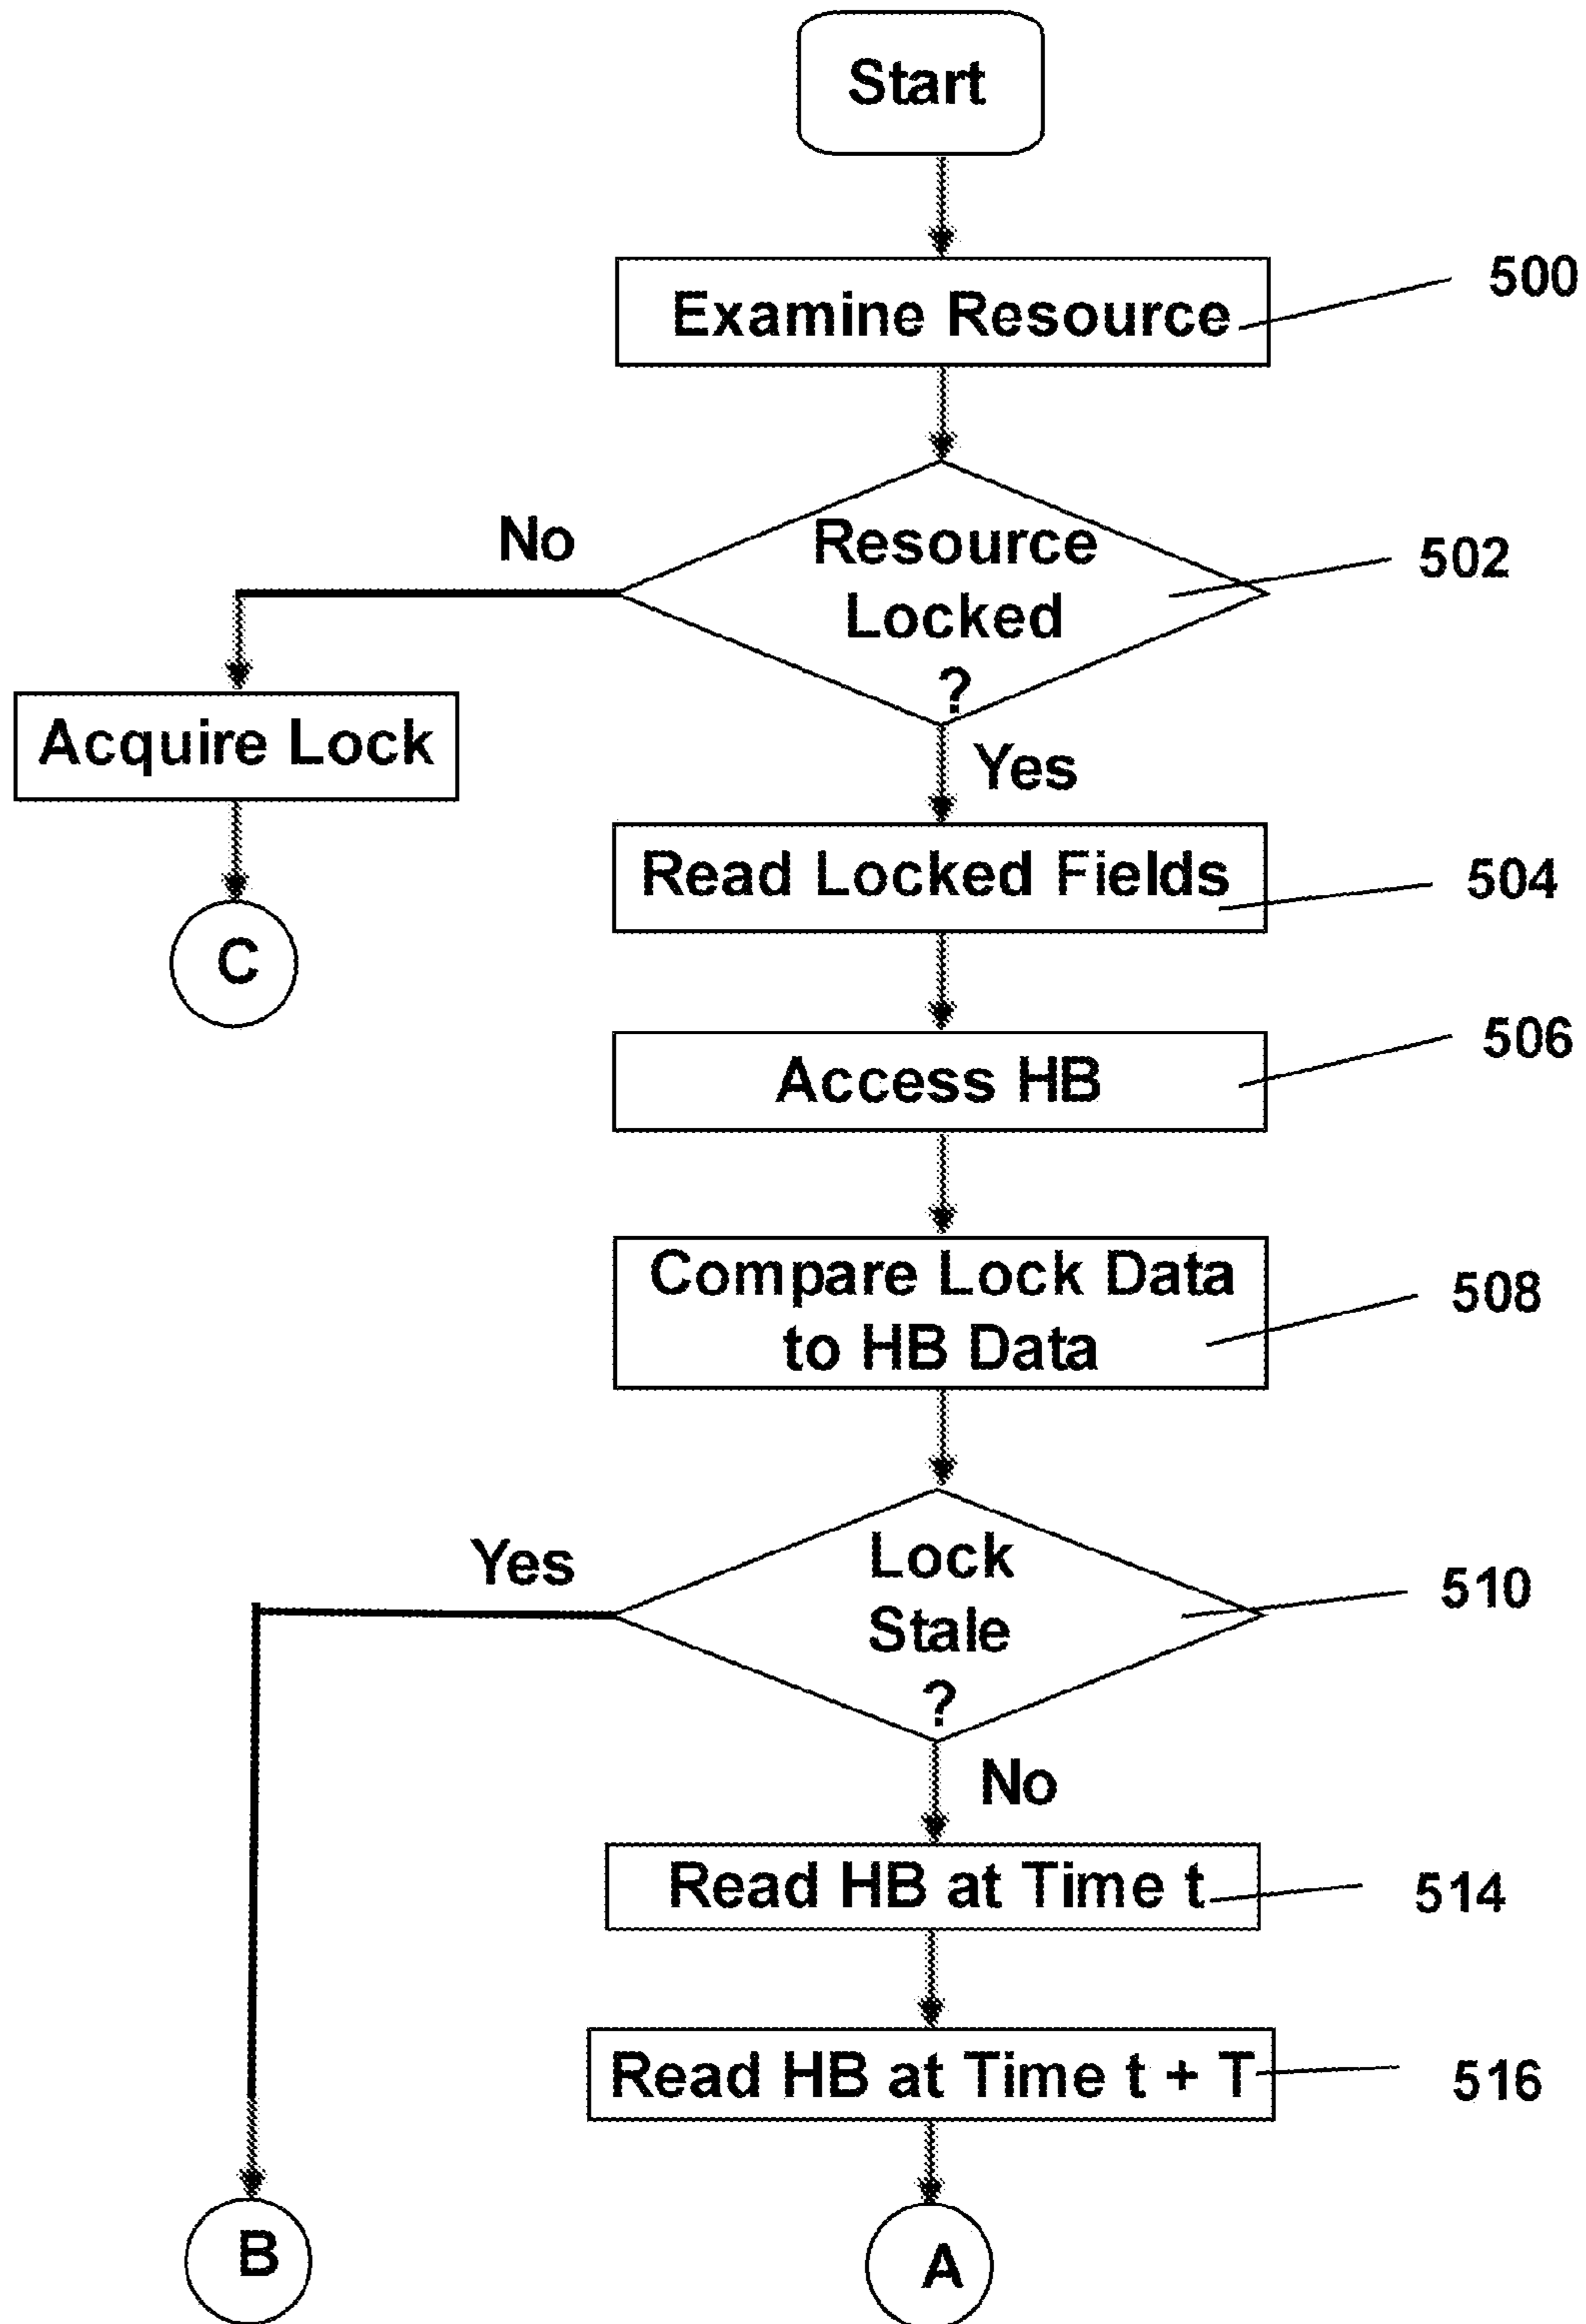 Start
Examine Resource
500
No
Resource
Locked
?
502
Acquire Lock
Yes
Read Locked Fields
504
C
Access HB
506
Compare Lock Data
to HB Data
508
Yes
Lock
Stale
?
510
No
Read HB at Time t
514
Read HB at Time t + T
516
B
A